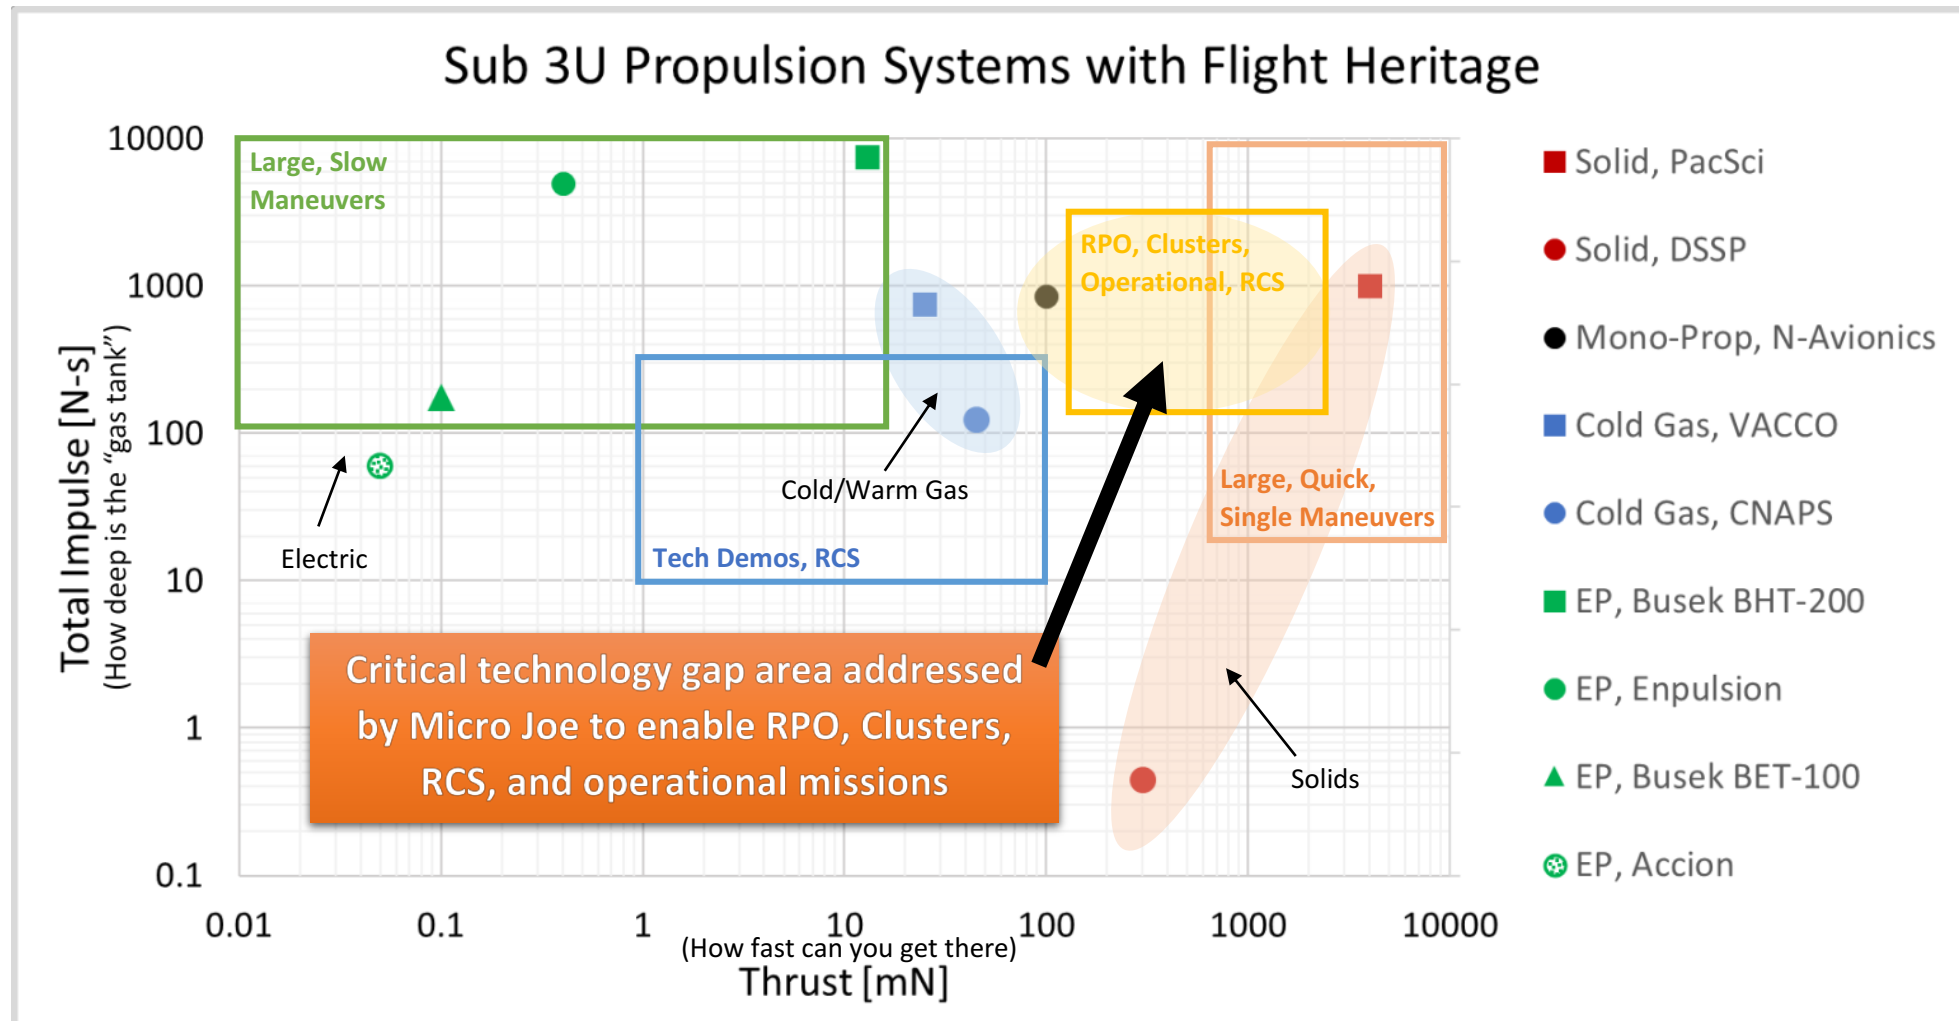 Sub 3U Propulsion Systems with Flight Heritage
Total Impulse [N-s]
(How deep is the “gas tank”)
10000
1000
100
10
1
0.1
Large, Slow
Maneuvers
RPO, Clusters,
Operational, RCS
Large, Quick,
Single Maneuvers
Cold/Warm Gas
Electric
Tech Demos, RCS
Critical technology gap area addressed
by Micro Joe to enable RPO, Clusters,
RCS, and operational missions
Solids
0.01
0.1
1
10
100
1000
10000
(How fast can you get there)
Thrust [mN]
Solid, PacSci
Solid, DSSP
Mono-Prop, N-Avionics
Cold Gas, VACCO
Cold Gas, CNAPS
EP, Busek BHT-200
EP, Enpulsion
EP, Busek BET-100
EP, Accion